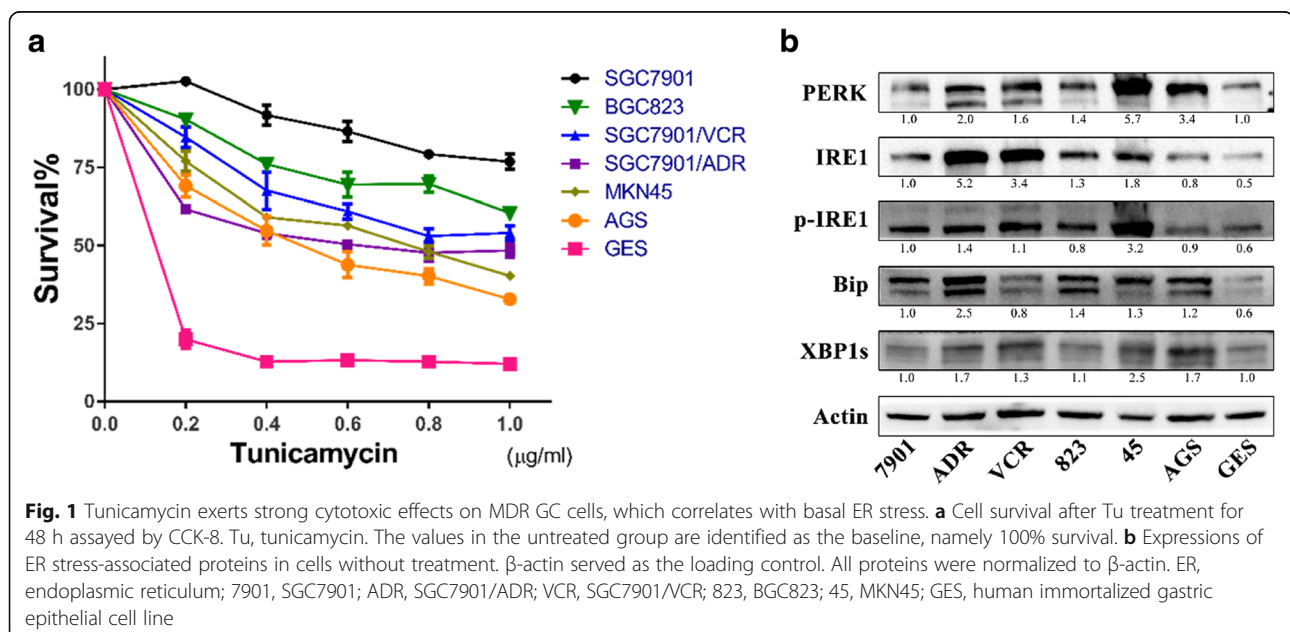 a
Survival%
100
75
50
25
0
0.0 0.2 0.4 0.6 0.8 1.0
Tunicamycin (μg/ml)
SGC7901
BGC823
SGC7901/VCR
SGC7901/ADR
MKN45
AGS
GES
b
PERK
1.0 2.0 1.6 1.4 5.7 3.4 1.0
IRE1
1.0 5.2 3.4 1.3 1.8 0.8 0.5
p-IRE1
1.0 1.4 1.1 0.8 3.2 0.9 0.6
Bip
1.0 2.5 0.8 1.4 1.3 1.2 0.6
XBP1s
1.0 1.7 1.3 1.1 2.5 1.7 1.0
Actin
7901 ADR VCR 823 45 AGS GES
Fig. 1 Tunicamycin exerts strong cytotoxic effects on MDR GC cells, which correlates with basal ER stress. a Cell survival after Tu treatment for
48 h assayed by CCK-8. Tu, tunicamycin. The values in the untreated group are identified as the baseline, namely 100% survival. b Expressions of
ER stress-associated proteins in cells without treatment. β-actin served as the loading control. All proteins were normalized to β-actin. ER,
endoplasmic reticulum; 7901, SGC7901; ADR, SGC7901/ADR; VCR, SGC7901/VCR; 823, BGC823; 45, MKN45; GES, human immortalized gastric
epithelial cell line